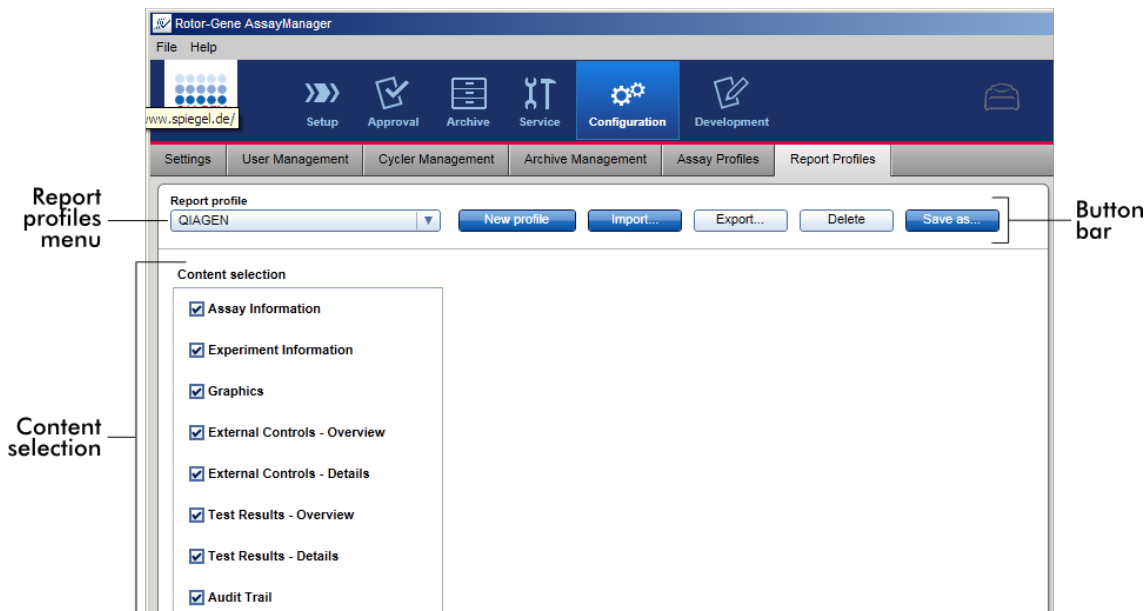 Rotor-Gene AssayManager
File Help
www.spiegel.de/
Setup Approval Archive Service Configuration Development
Settings User Management Cycler Management Archive Management Assay Profiles Report Profiles
Report profiles menu
Report profile
QIAGEN
New profile Import... Export... Delete Save as...
Button bar
Content selection
Content selection
Assay Information
Experiment Information
Graphics
External Controls - Overview
External Controls - Details
Test Results - Overview
Test Results - Details
Audit Trail